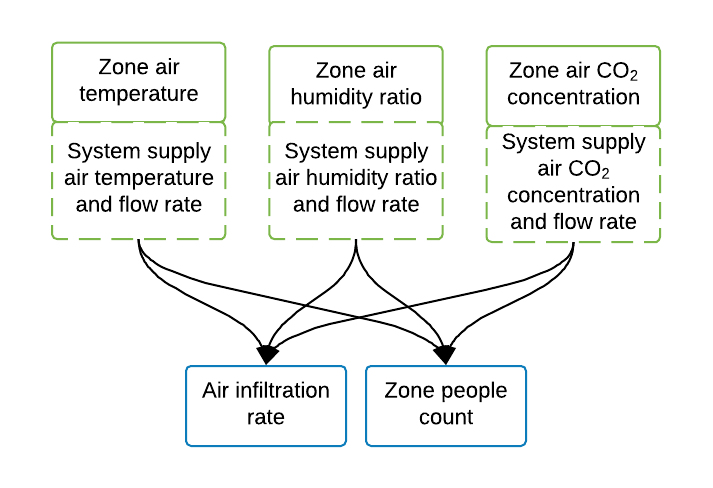 Zone air
temperature
System supply
air temperature
and flow rate
Zone air
humidity ratio
System supply
air humidity ratio
and flow rate
Zone air CO₂
concentration
System supply
air CO₂
concentration
and flow rate
Air infiltration
rate
Zone people
count